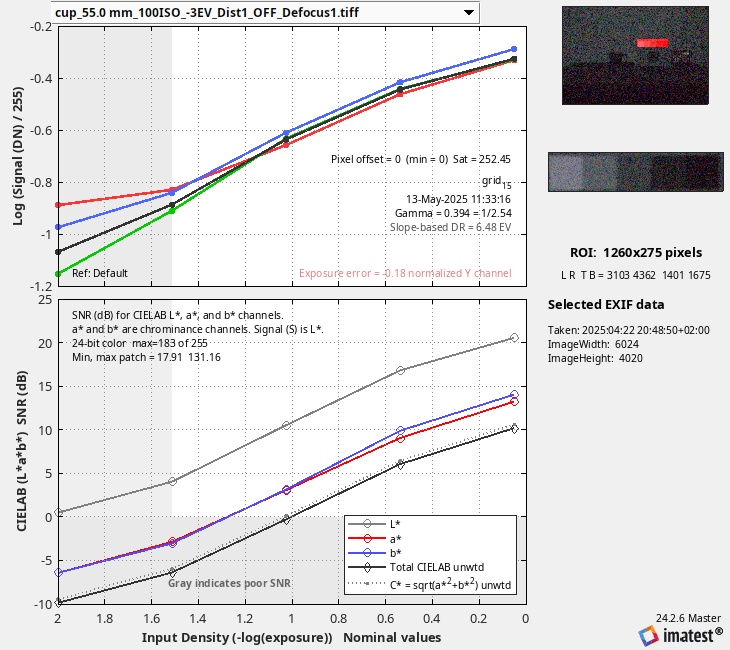 cup_55.0 mm_100ISO_-3EV_Dist1_OFF_Defocus1.tiff
-0.2
-0.4
-0.6
-0.8
-1
-1.2
Log (Signal (DN) / 255)
Pixel offset = 0  (min = 0)  Sat = 252.45
grid_15
13-May-2025 11:33:16
Gamma = 0.394 = 1/2.54
Slope-based DR = 6.48 EV
Ref: Default
Exposure error = -0.18 normalized Y channel
25
20
15
10
5
0
-5
-10
CIELAB (L*a*b*)  SNR (dB)
SNR (dB) for CIELAB L*, a*, and b* channels.
a* and b* are chrominance channels. Signal (S) is L*.
24-bit color  max=183 of 255
Min, max patch = 17.91  131.16
Gray indicates poor SNR
L*
a*
b*
Total CIELAB unwtd
C* = sqrt(a*2+b*2) unwtd
2
1.8
1.6
1.4
1.2
1
0.8
0.6
0.4
0.2
0
Input Density (-log(exposure))   Nominal values
ROI:  1260x275 pixels
L R  T B = 3103 4362  1401 1675
Selected EXIF data
Taken: 2025:04:22 20:48:50+02:00
ImageWidth:  6024
ImageHeight:  4020
24.2.6 Master
imatest®